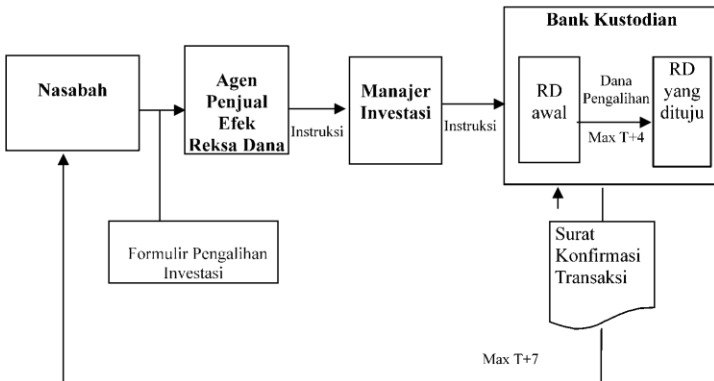 Bank Kustodian
Nasabah
Agen
Penjual
Efek
Reksa Dana
Instruksi
Manajer
Investasi
Instruksi
RD
awal
Dana
Pengalihan
Max T+4
RD
yang
dituju
Formulir Pengalihan
Investasi
Surat
Konfirmasi
Transaksi
Max T+7